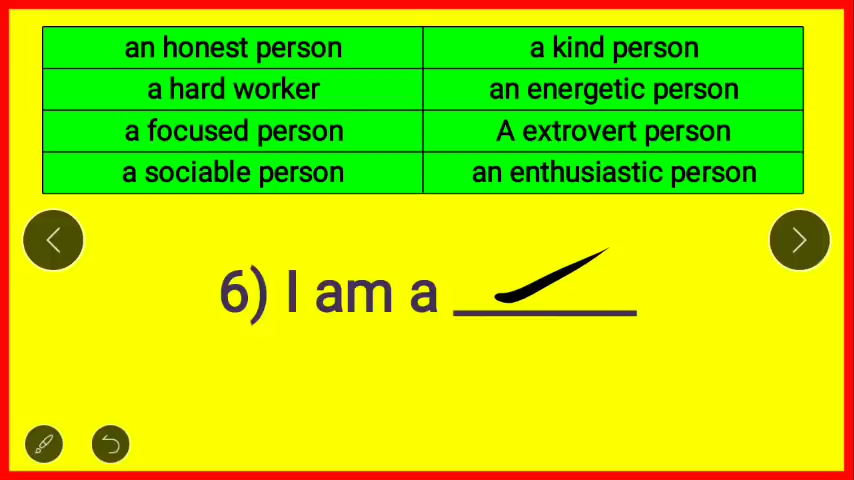 an honest person a kind person
a hard worker an energetic person
a focused person A extrovert person
a sociable person an enthusiastic person
6) I am a